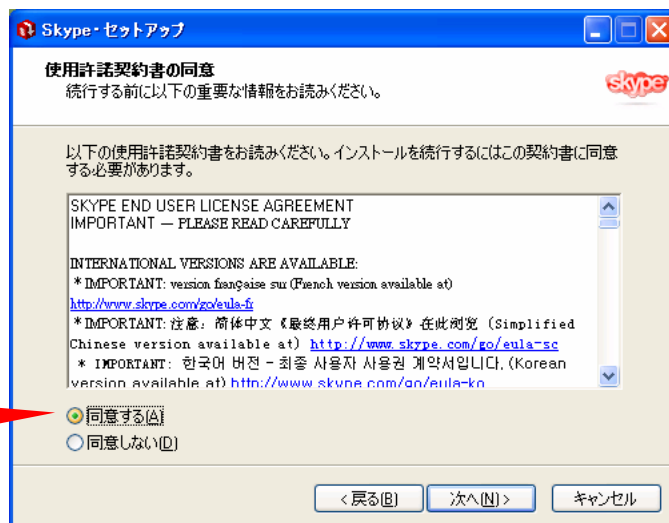 Skype・セットアップ
使用許諾契約書の同意
続行する前に以下の重要な情報をお読みください。
skype
以下の使用許諾契約書をお読みください。インストールを続行するにはこの契約書に同意
する必要があります。
SKYPE END USER LICENSE AGREEMENT
IMPORTANT — PLEASE READ CAREFULLY
INTERNATIONAL VERSIONS ARE AVAILABLE:
* IMPORTANT: version française sur (French version available at)
http://www.skype.com/go/eula-fr
* IMPORTANT: 注意：简体中文《最终用户许可协议》在此浏览 (Simplified
Chinese version available at) http://www.skype.com/go/eula-sc
* IMPORTANT: 한국어 버전 - 최종 사용자 사용권 계약서입니다. (Korean
version available at) http://www.skype.com/go/eula-ko
同意する(A)
同意しない(D)
< 戻る(B)
次へ(N) >
キャンセル